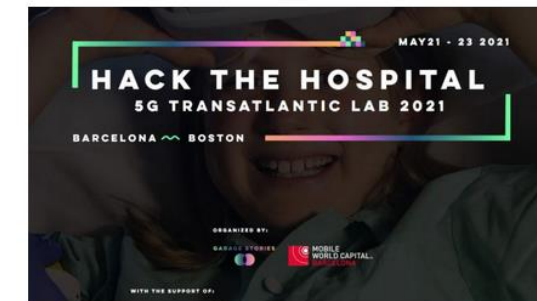 MAY21 - 23 2021
HACK THE HOSPITAL
5G TRANSATLANTIC LAB 2021
BARCELONA BOSTON
ORGANIZED BY:
GARAGE STORIES
MOBILE
WORLD CAPITAL
BARCELONA
WITH THE SUPPORT OF: